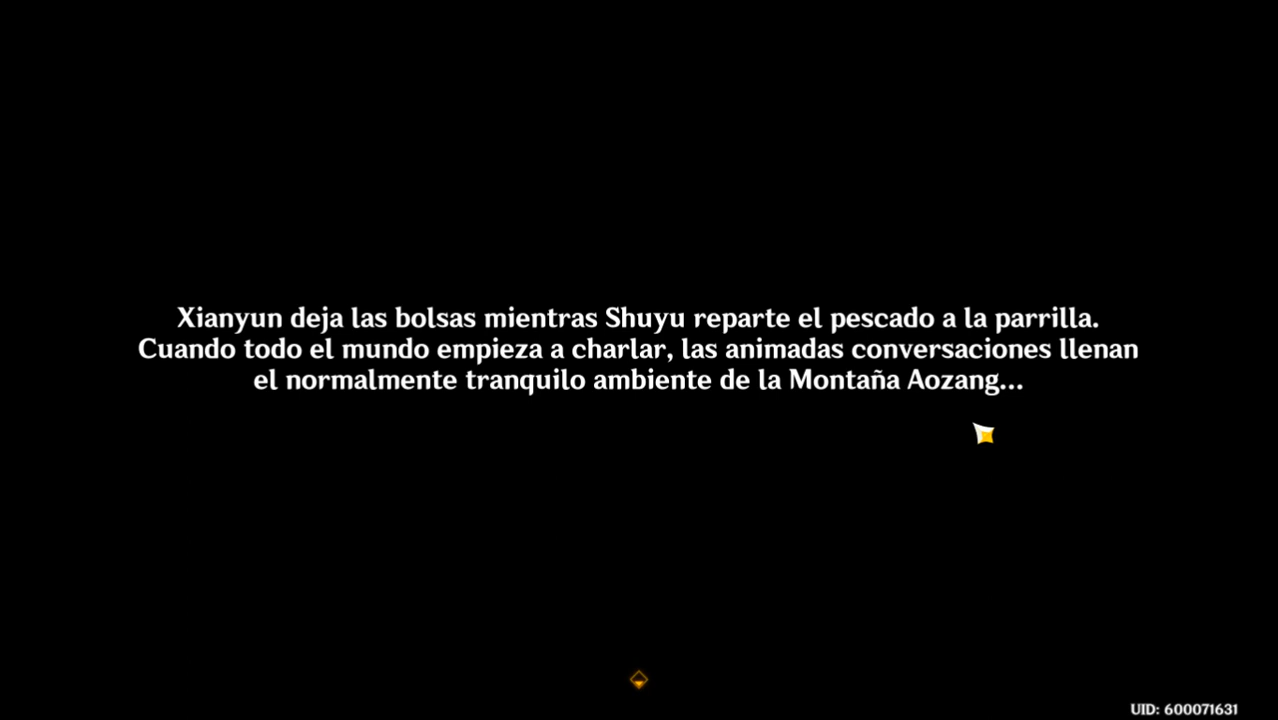 Xianyun deja las bolsas mientras Shuyu reparte el pescado a la parrilla.
Cuando todo el mundo empieza a charlar, las animadas conversaciones llenan
el normalmente tranquilo ambiente de la Montaña Aozang...
UID: 600071631